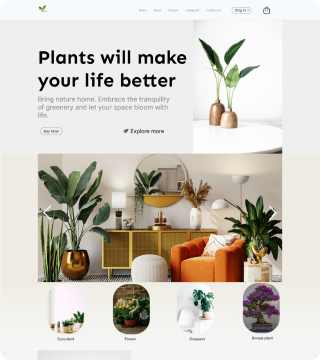 Home
About
Product
Categories
Contact Us
Sing In
Plants will make
your life better
Bring nature home. Embrace the tranquility
of greenery and let your space bloom with
life.
Buy Now
Explore more
Succulent
Flower
Creepers
Bonsai plant